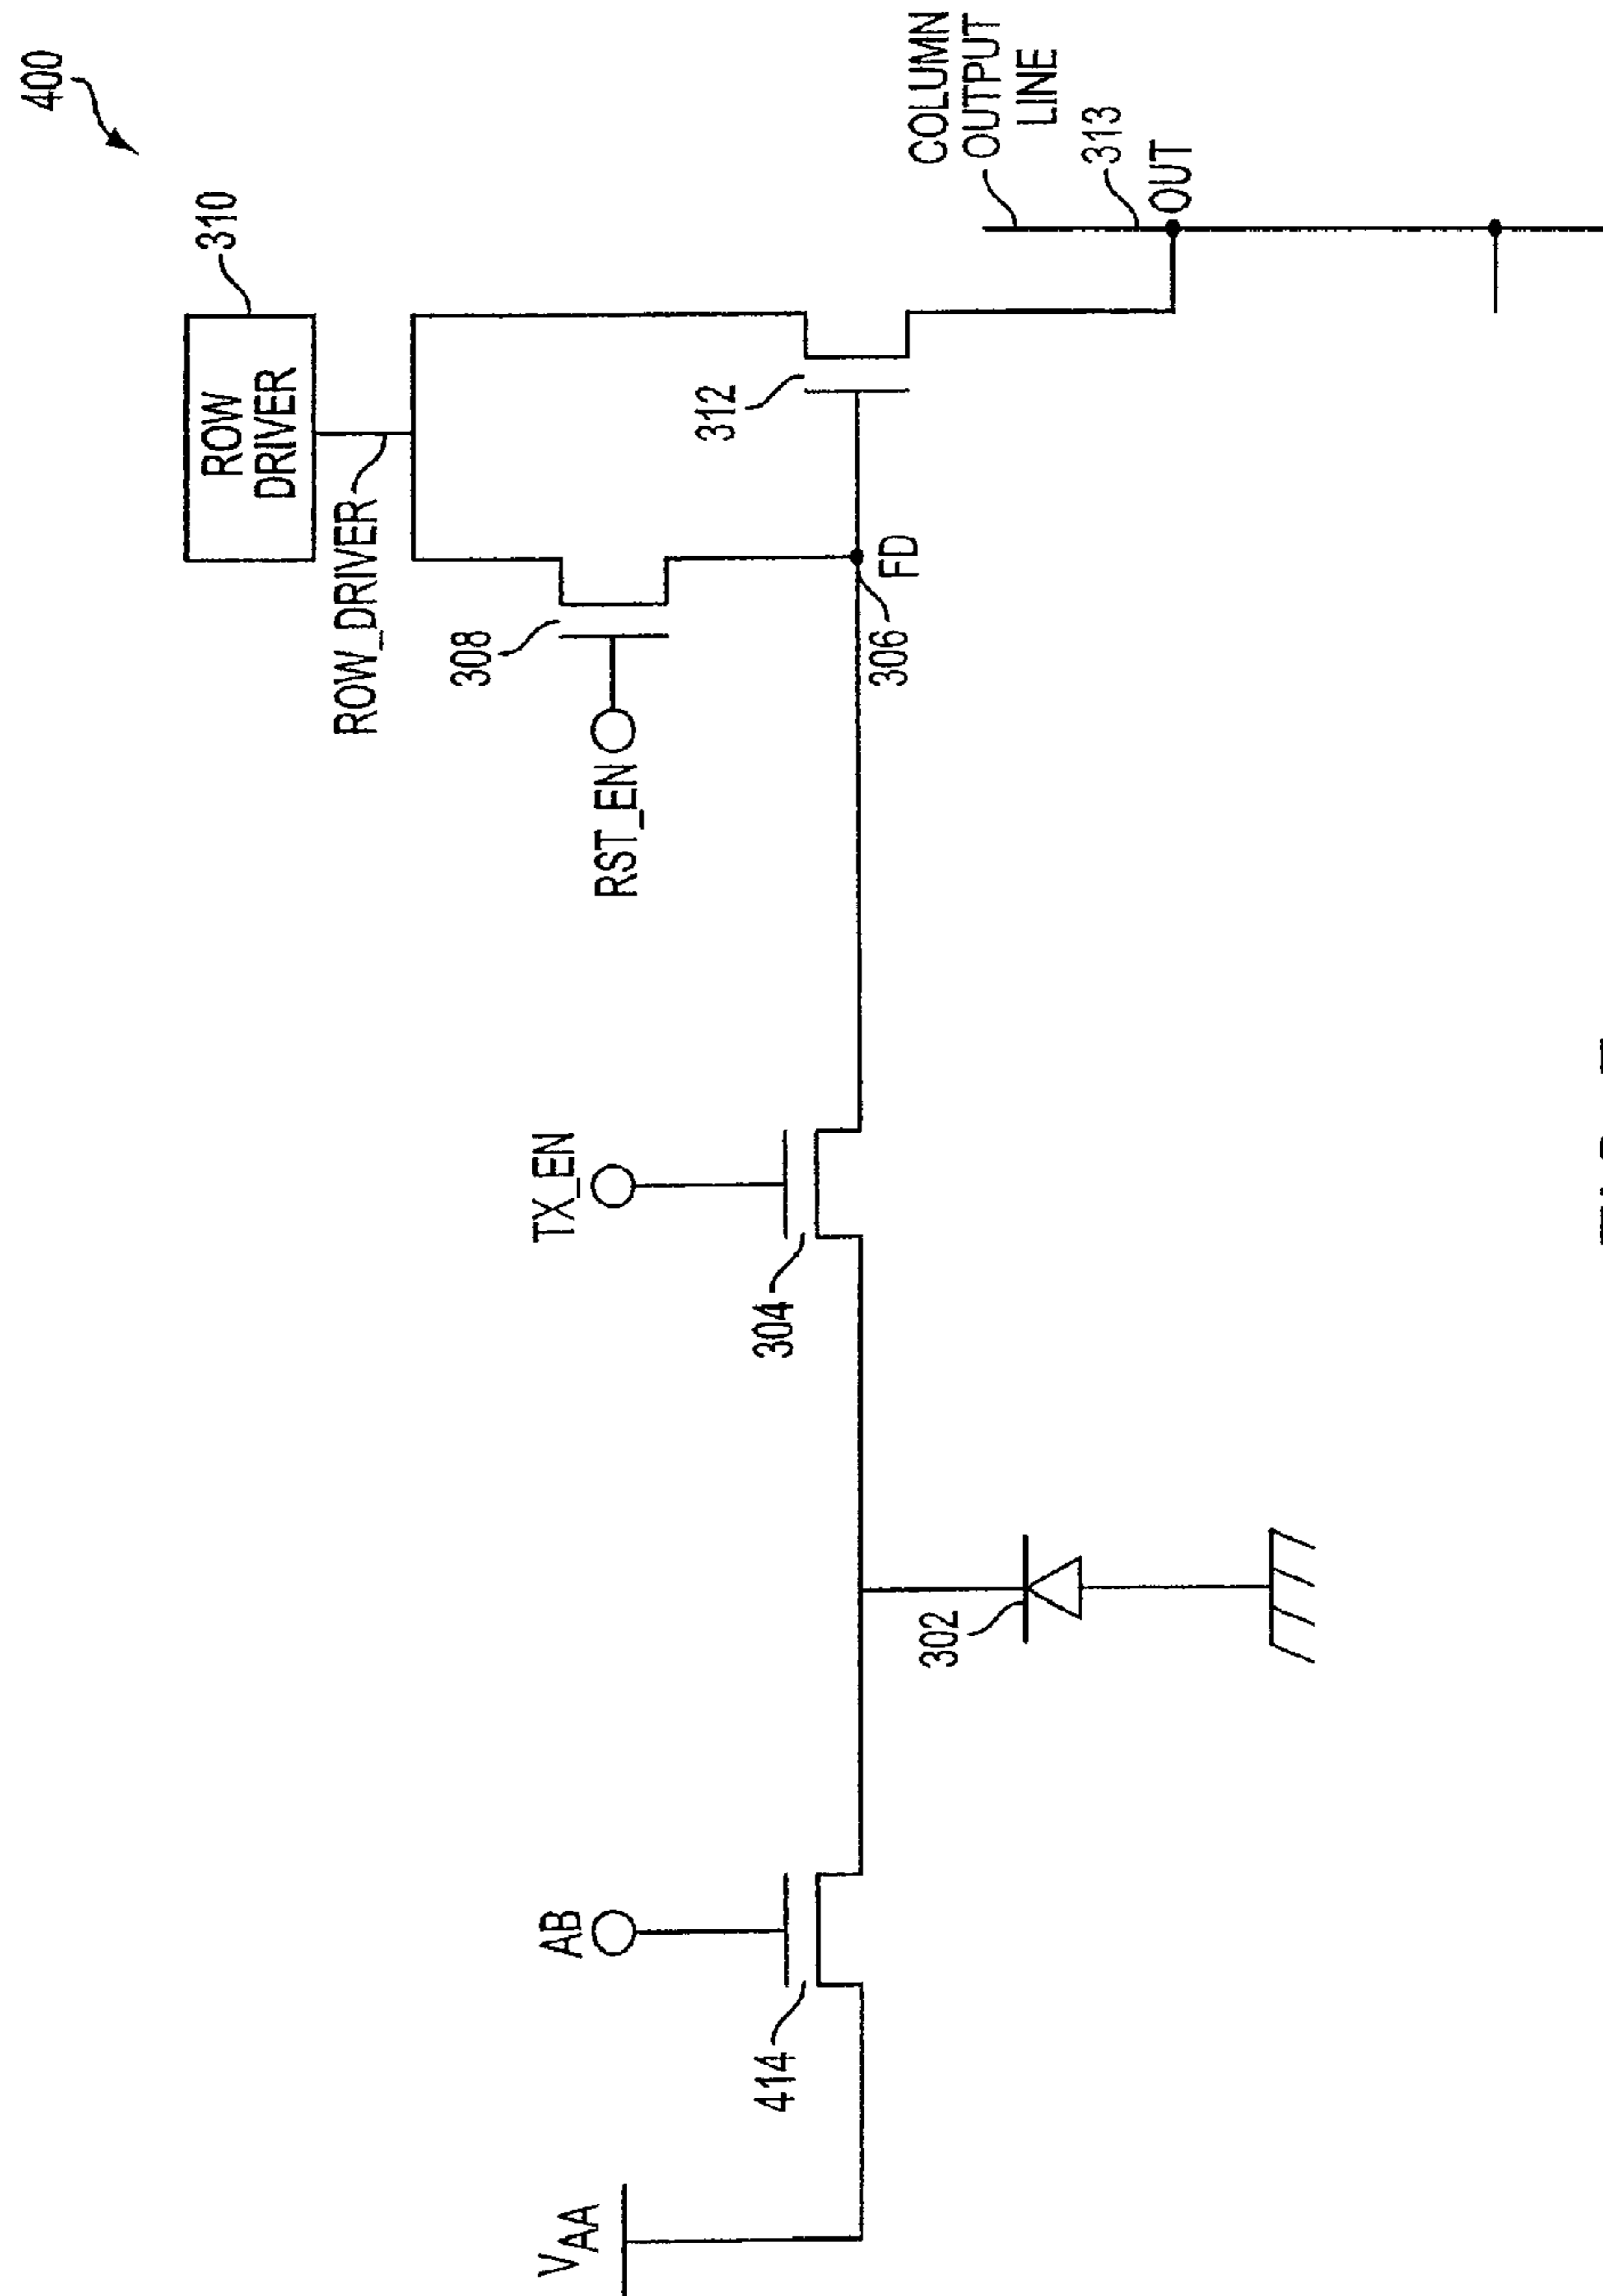 400
310
ROW
DRIVER
ROW_DRIVER
COLUMN
OUTPUT
LINE
313
OUT
312
308
RST_EN
FD
306
TX_EN
304
302
AB
414
VAA